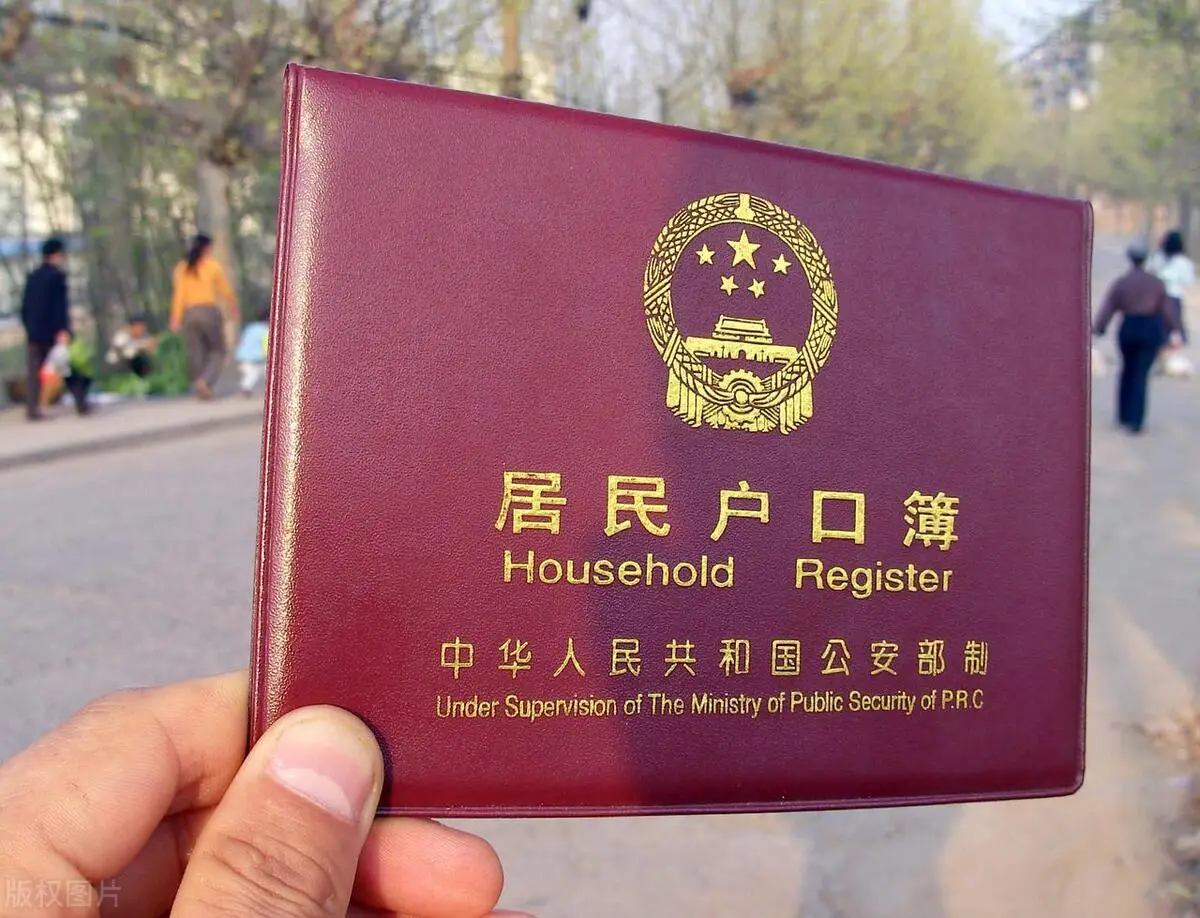 居民户口簿
Household Register
中华人民共和国公安部制
Under Supervision of The Ministry of Public Security of P.R.C
版权图片